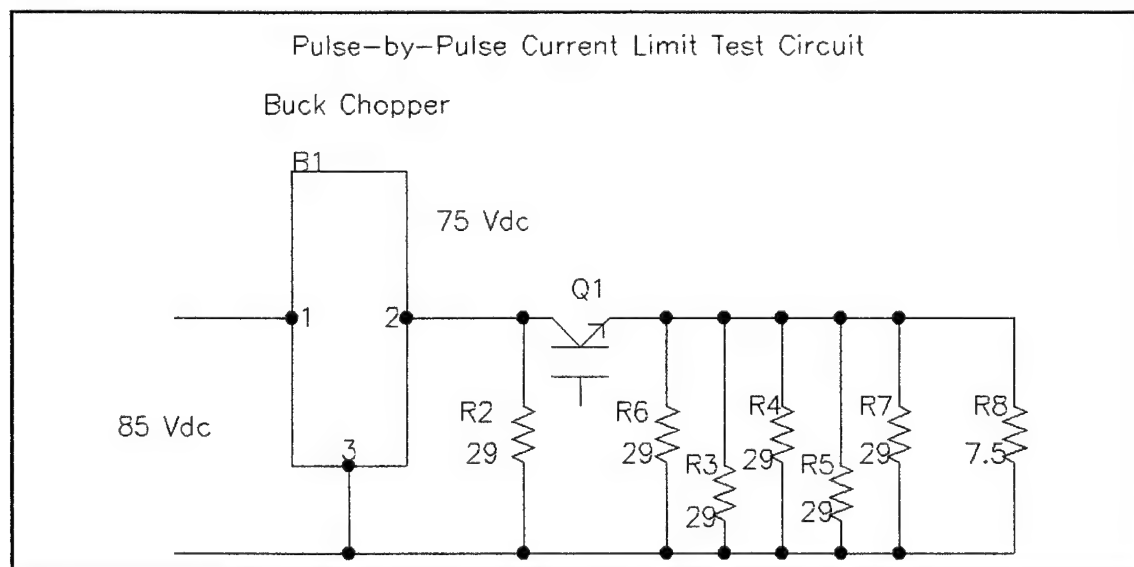 Pulse-by-Pulse Current Limit Test Circuit
Buck Chopper
B1
75 Vdc
Q1
1
2
R2
29
R6
29
R3
29
R4
29
R5
29
R7
29
R8
7.5
85 Vdc
3